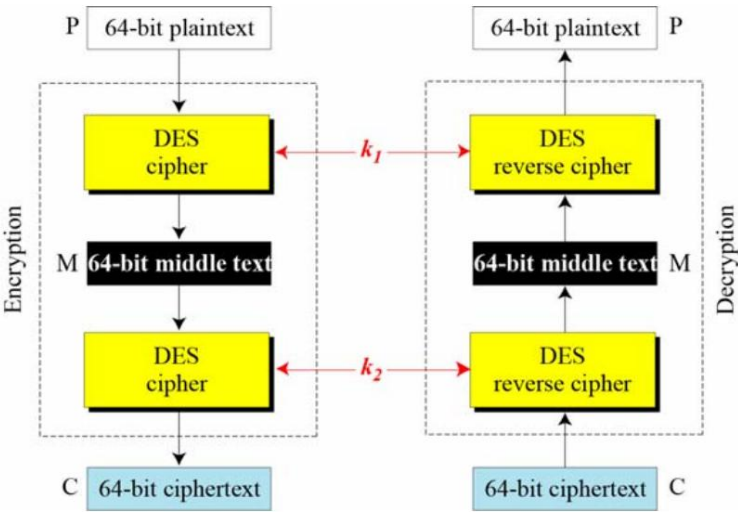 P 64-bit plaintext
64-bit plaintext P
DES
cipher
k1
DES
reverse cipher
Encryption
M 64-bit middle text
64-bit middle text M
Decryption
DES
cipher
k2
DES
reverse cipher
C 64-bit ciphertext
64-bit ciphertext C